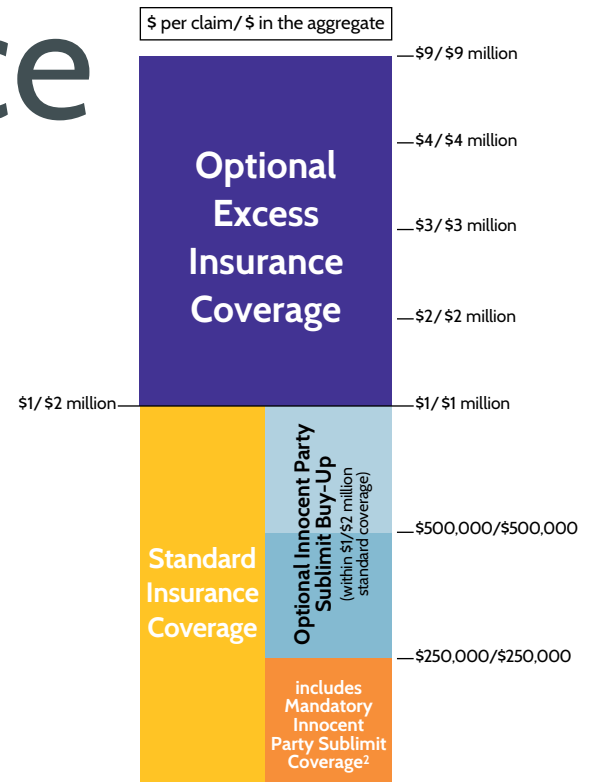 ce
$ per claim/ $ in the aggregate
$9/ $9 million
$4/ $4 million
$3/ $3 million
$2/ $2 million
Optional
Excess
Insurance
Coverage
$1/ $2 million
$1/ $1 million
$500,000/$500,000
$250,000/$250,000
Standard
Insurance
Coverage
Optional Innocent Party
Sublimit Buy-Up
(within $1/$2 million
standard coverage)
includes
Mandatory
Innocent
Party Sublimit
Coverage²